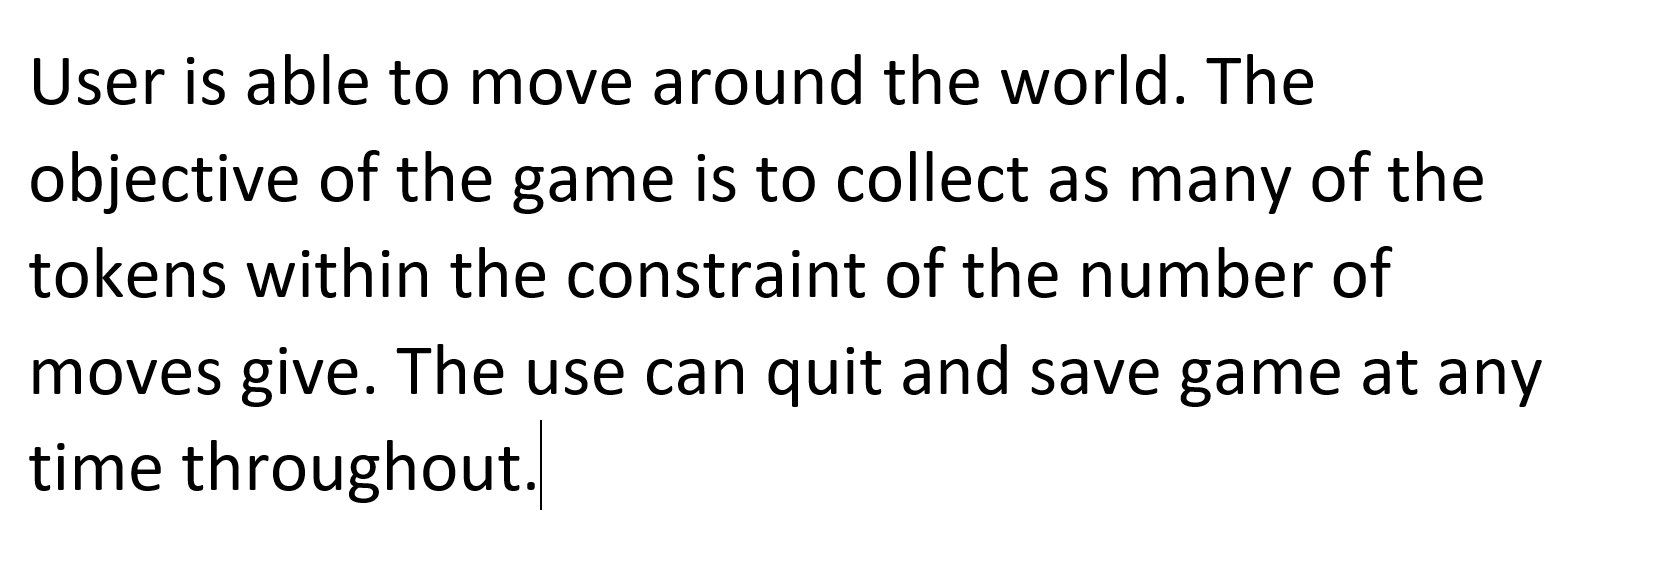 User is able to move around the world. The
objective of the game is to collect as many of the
tokens within the constraint of the number of
moves give. The use can quit and save game at any
time throughout.